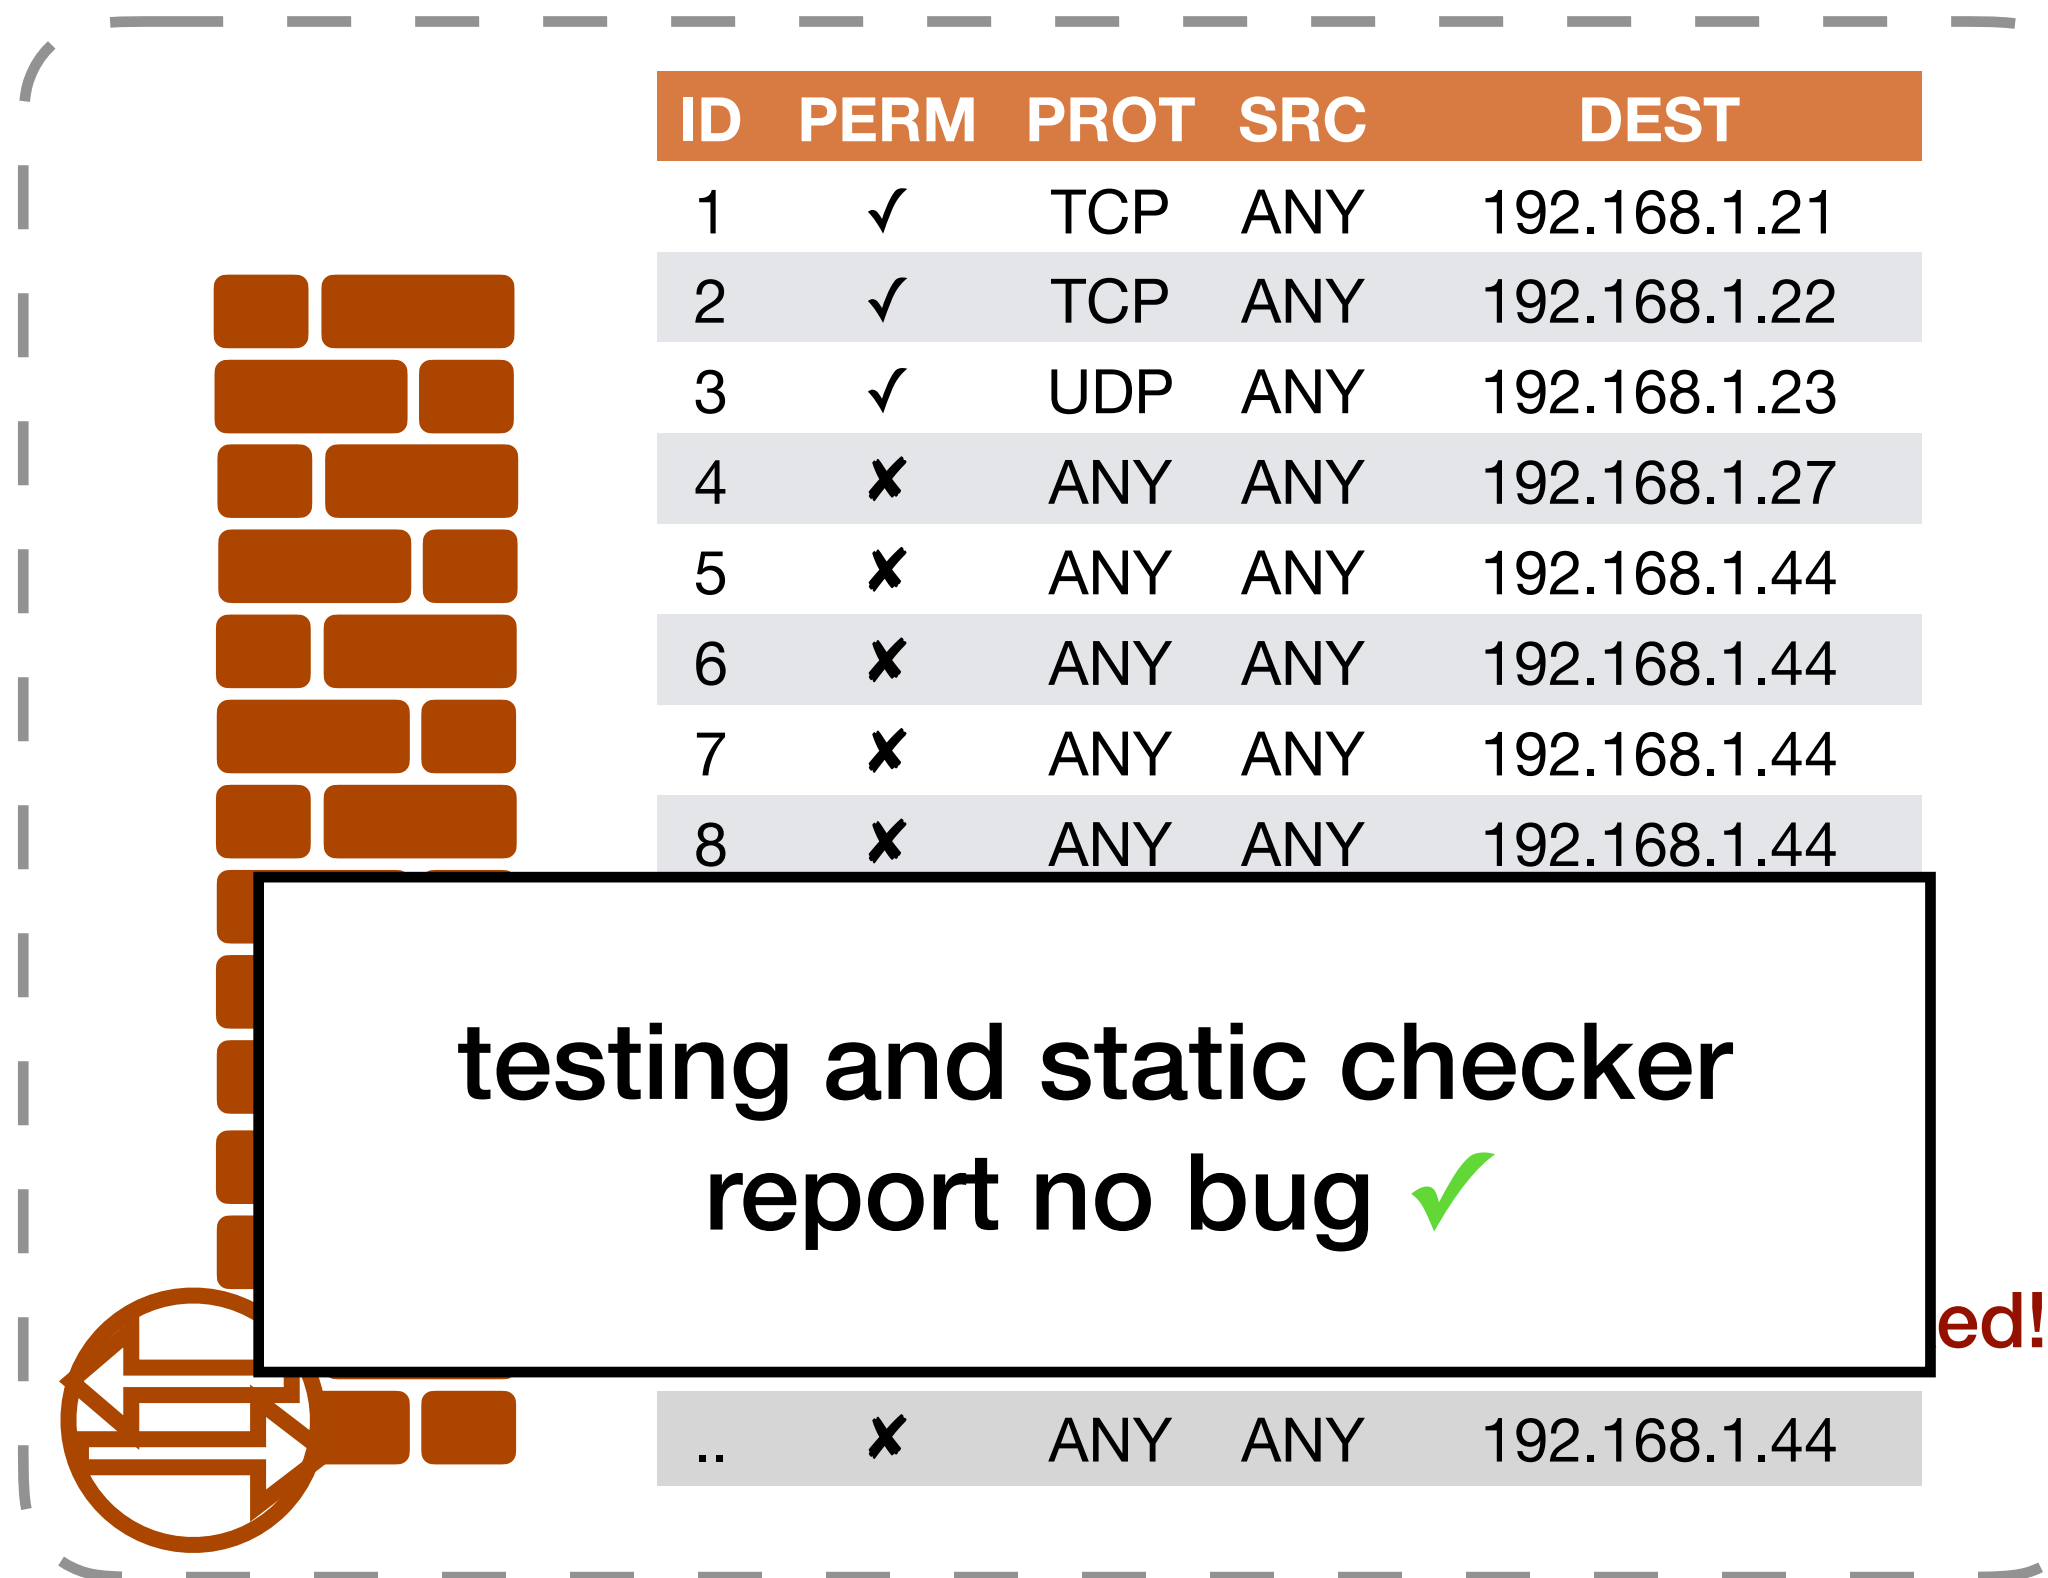 ID PERM PROT SRC DEST
1 ✓ TCP ANY 192.168.1.21
2 ✓ TCP ANY 192.168.1.22
3 ✓ UDP ANY 192.168.1.23
4 ✘ ANY ANY 192.168.1.27
5 ✘ ANY ANY 192.168.1.44
6 ✘ ANY ANY 192.168.1.44
7 ✘ ANY ANY 192.168.1.44
8 ✘ ANY ANY 192.168.1.44
testing and static checker
report no bug ✓
ed!
.. ✘ ANY ANY 192.168.1.44